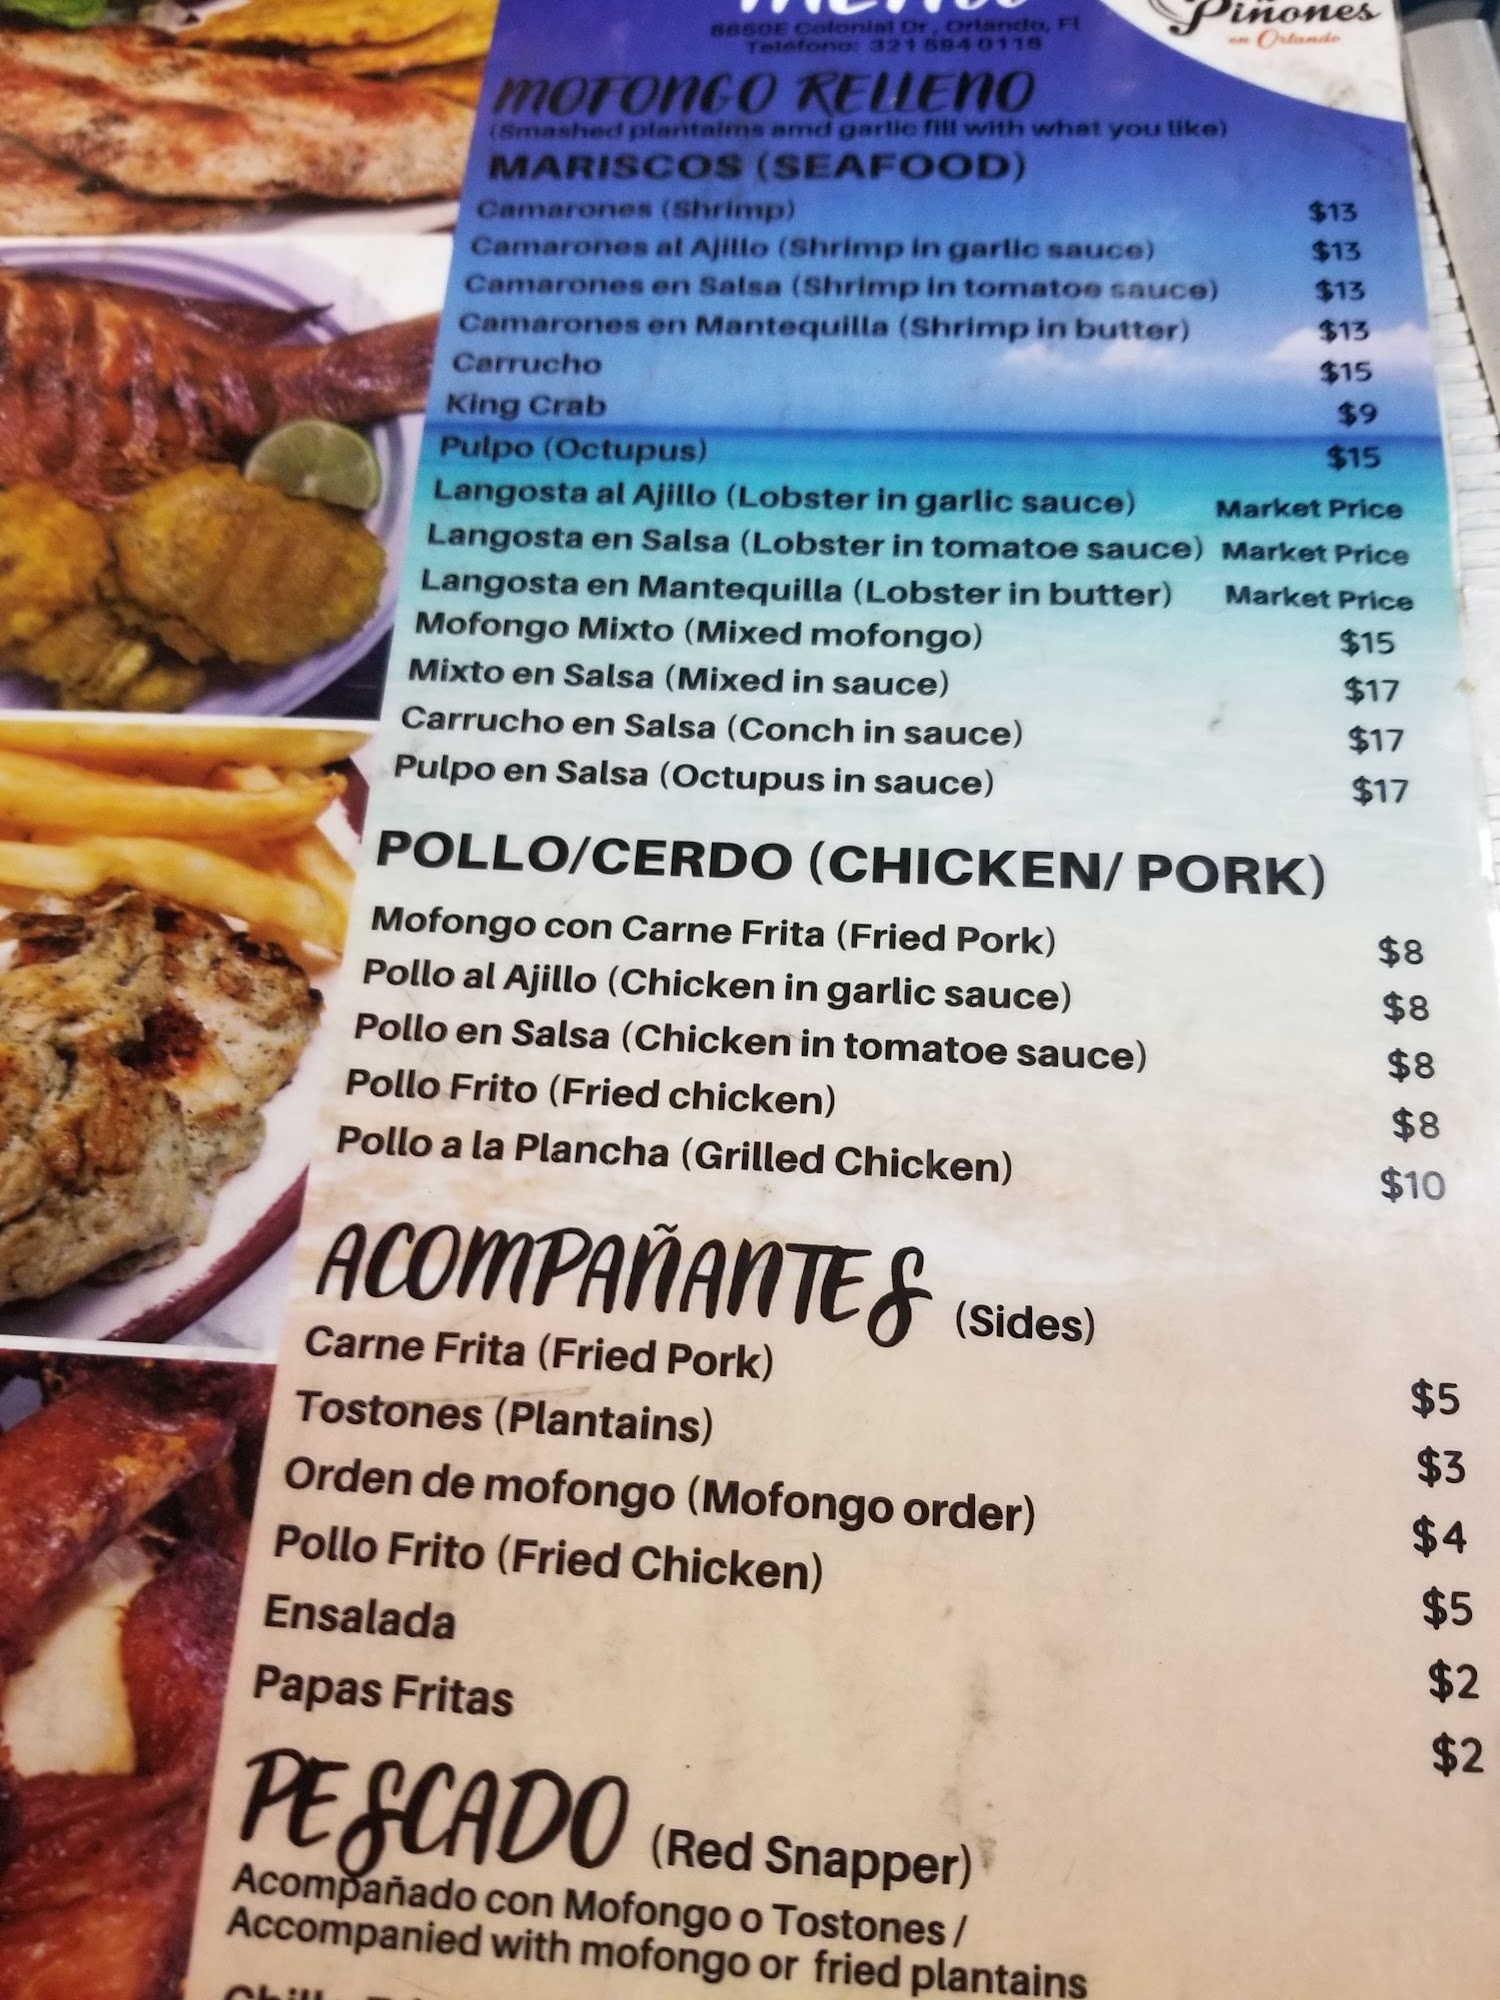 MENU
Piñones
en Orlando
8650E Colonial Dr, Orlando, Fl
Teléfono: 321 594 0116
MOFONGO RELLENO
(Smashed plantaims amd garlic fill with what you like)
MARISCOS (SEAFOOD)
Camarones (Shrimp) $13
Camarones al Ajillo (Shrimp in garlic sauce) $13
Camarones en Salsa (Shrimp in tomatoe sauce) $13
Camarones en Mantequilla (Shrimp in butter) $13
Carrucho $15
King Crab $9
Pulpo (Octupus) $15
Langosta al Ajillo (Lobster in garlic sauce) Market Price
Langosta en Salsa (Lobster in tomatoe sauce) Market Price
Langosta en Mantequilla (Lobster in butter) Market Price
Mofongo Mixto (Mixed mofongo) $15
Mixto en Salsa (Mixed in sauce) $17
Carrucho en Salsa (Conch in sauce) $17
Pulpo en Salsa (Octupus in sauce) $17
POLLO/CERDO (CHICKEN/ PORK)
Mofongo con Carne Frita (Fried Pork) $8
Pollo al Ajillo (Chicken in garlic sauce) $8
Pollo en Salsa (Chicken in tomatoe sauce) $8
Pollo Frito (Fried chicken) $8
Pollo a la Plancha (Grilled Chicken) $10
ACOMPAÑANTES (Sides)
Carne Frita (Fried Pork) $5
Tostones (Plantains) $3
Orden de mofongo (Mofongo order) $4
Pollo Frito (Fried Chicken) $5
Ensalada $2
Papas Fritas $2
PESCADO (Red Snapper)
Acompañado con Mofongo o Tostones /
Accompanied with mofongo or fried plantains